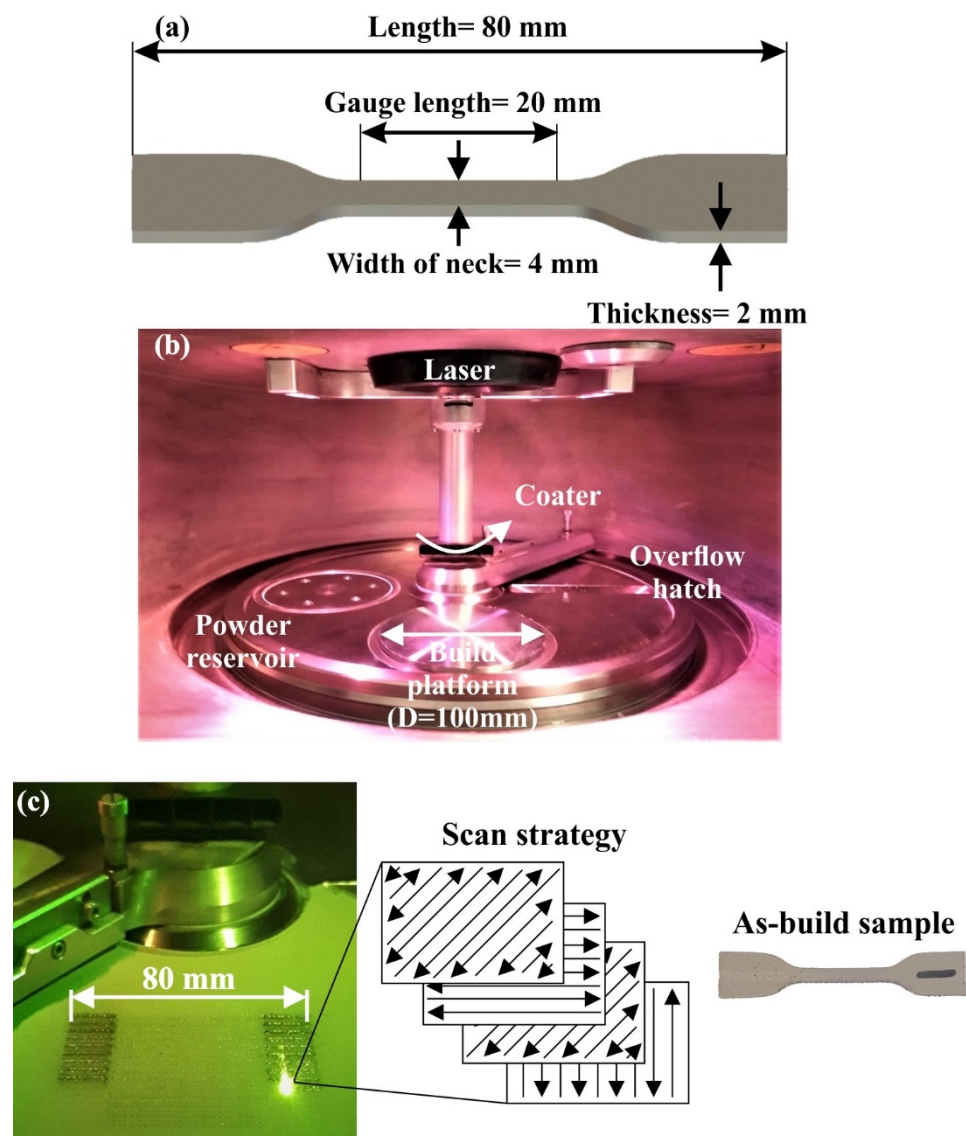 (a)
Length= 80 mm
Gauge length= 20 mm
Width of neck= 4 mm
Thickness= 2 mm
(b)
Laser
Coater
Overflow
hatch
Powder
reservoir
Build
platform
(D=100mm)
(c)
Scan strategy
80 mm
As-build sample